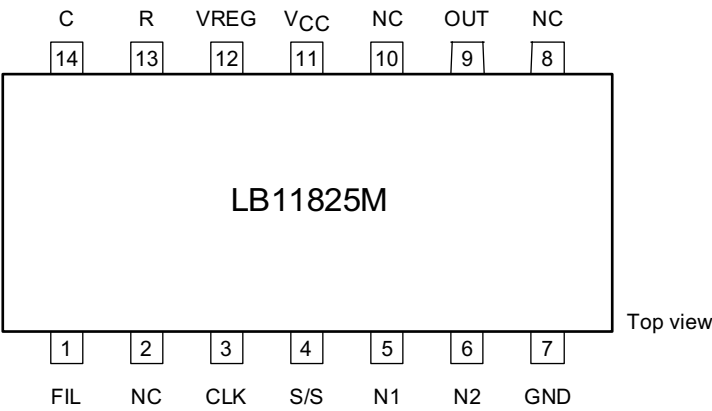 C R VREG VCC NC OUT NC
14 13 12 11 10 9 8
LB11825M
Top view
1 2 3 4 5 6 7
FIL NC CLK S/S N1 N2 GND